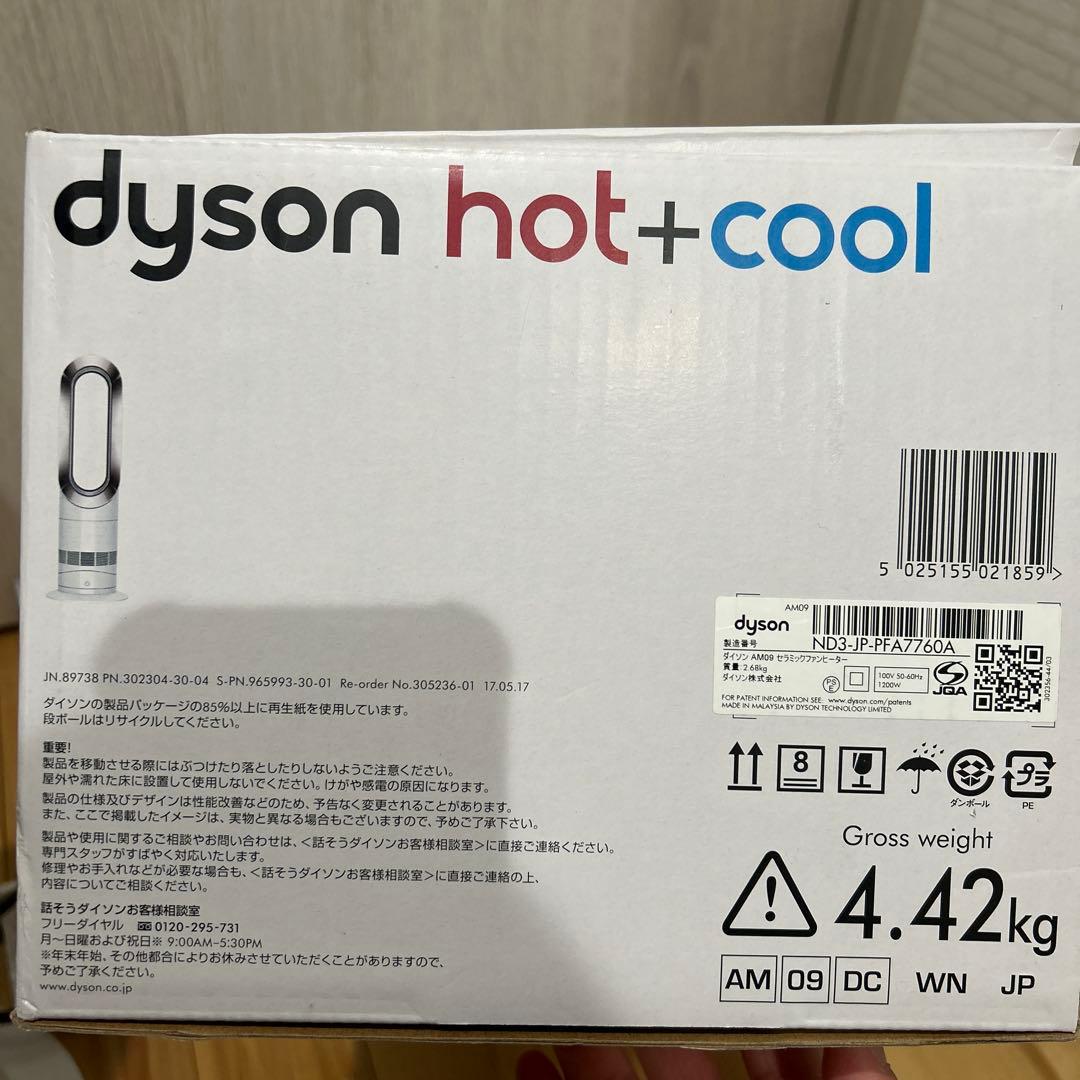 dyson hot+cool
5 025155 021859 >
AM09
dyson
製造番号 ND3-JP-PFA7760A
ダイソン AM09 セラミックファンヒーター
質量 2.68kg
ダイソン株式会社
PS
E
100V 50-60Hz
1200W
JQA
302356-44/03
FOR PATENT INFORMATION SEE: www.dyson.com/patents
MADE IN MALAYSIA BY DYSON TECHNOLOGY LIMITED
JN.89738 PN.302304-30-04 S-PN.965993-30-01 Re-order No.305236-01 17.05.17
ダイソンの製品パッケージの85%以上に再生紙を使用しています。
段ボールはリサイクルしてください。
重要!
製品を移動させる際にはぶつけたり落としたりしないようご注意ください。
屋外や濡れた床に設置して使用しないでください。けがや感電の原因になります。
製品の仕様及びデザインは性能改善などのため、予告なく変更されることがあります。
また、ここで掲載したイメージは、実物と異なる場合もございますので、予めご了承下さい。
製品や使用に関するご相談やお問い合わせは、<話そうダイソンお客様相談室>に直接ご連絡ください。
専門スタッフがすばやく対応いたします。
修理やお手入れなどが必要な場合も、<話そうダイソンお客様相談室>に直接ご連絡の上、
内容についてご相談ください。
話そうダイソンお客様相談室
フリーダイヤル 0120-295-731
月〜日曜および祝日※ 9:00AM–5:30PM
※年末年始、その他都合によりお休みさせていただくことがありますので、
予めご了承ください。
www.dyson.co.jp
8
ダンボール
プラ
PE
Gross weight
4.42kg
AM 09 DC WN JP